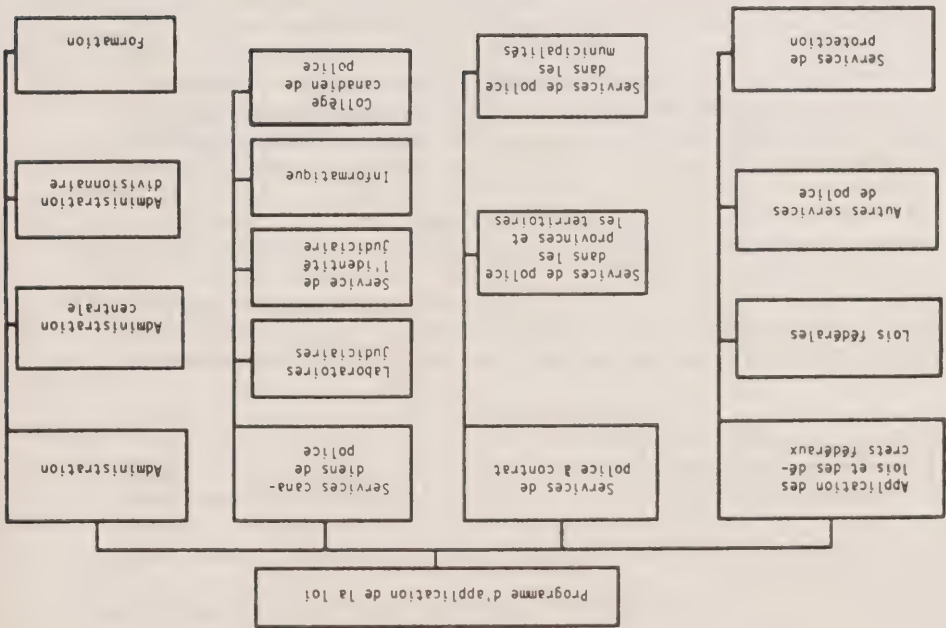 Programme d'application de la loi
Application des
lois et des dé-
crets fédéraux
Lois fédérales
Autres services
de police
Services de
protection
Services de
police à contrat
Services de police
dans les
provinces et
les territoires
Services de police
dans les
municipalités
Services cana-
diens de
police
Laboratoires
judiciaires
Service de
l'identité
judiciaire
Informatique
Collège
canadien de
police
Administration
Administration
centrale
Administration
divisionnaire
Formation